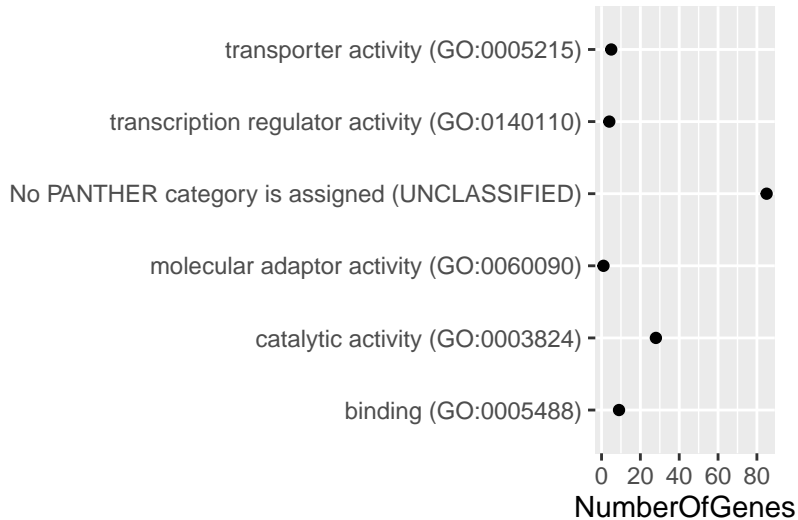 transporter activity (GO:0005215)
transcription regulator activity (GO:0140110)
No PANTHER category is assigned (UNCLASSIFIED)
molecular adaptor activity (GO:0060090)
catalytic activity (GO:0003824)
binding (GO:0005488)
0 20 40 60 80
NumberOfGenes